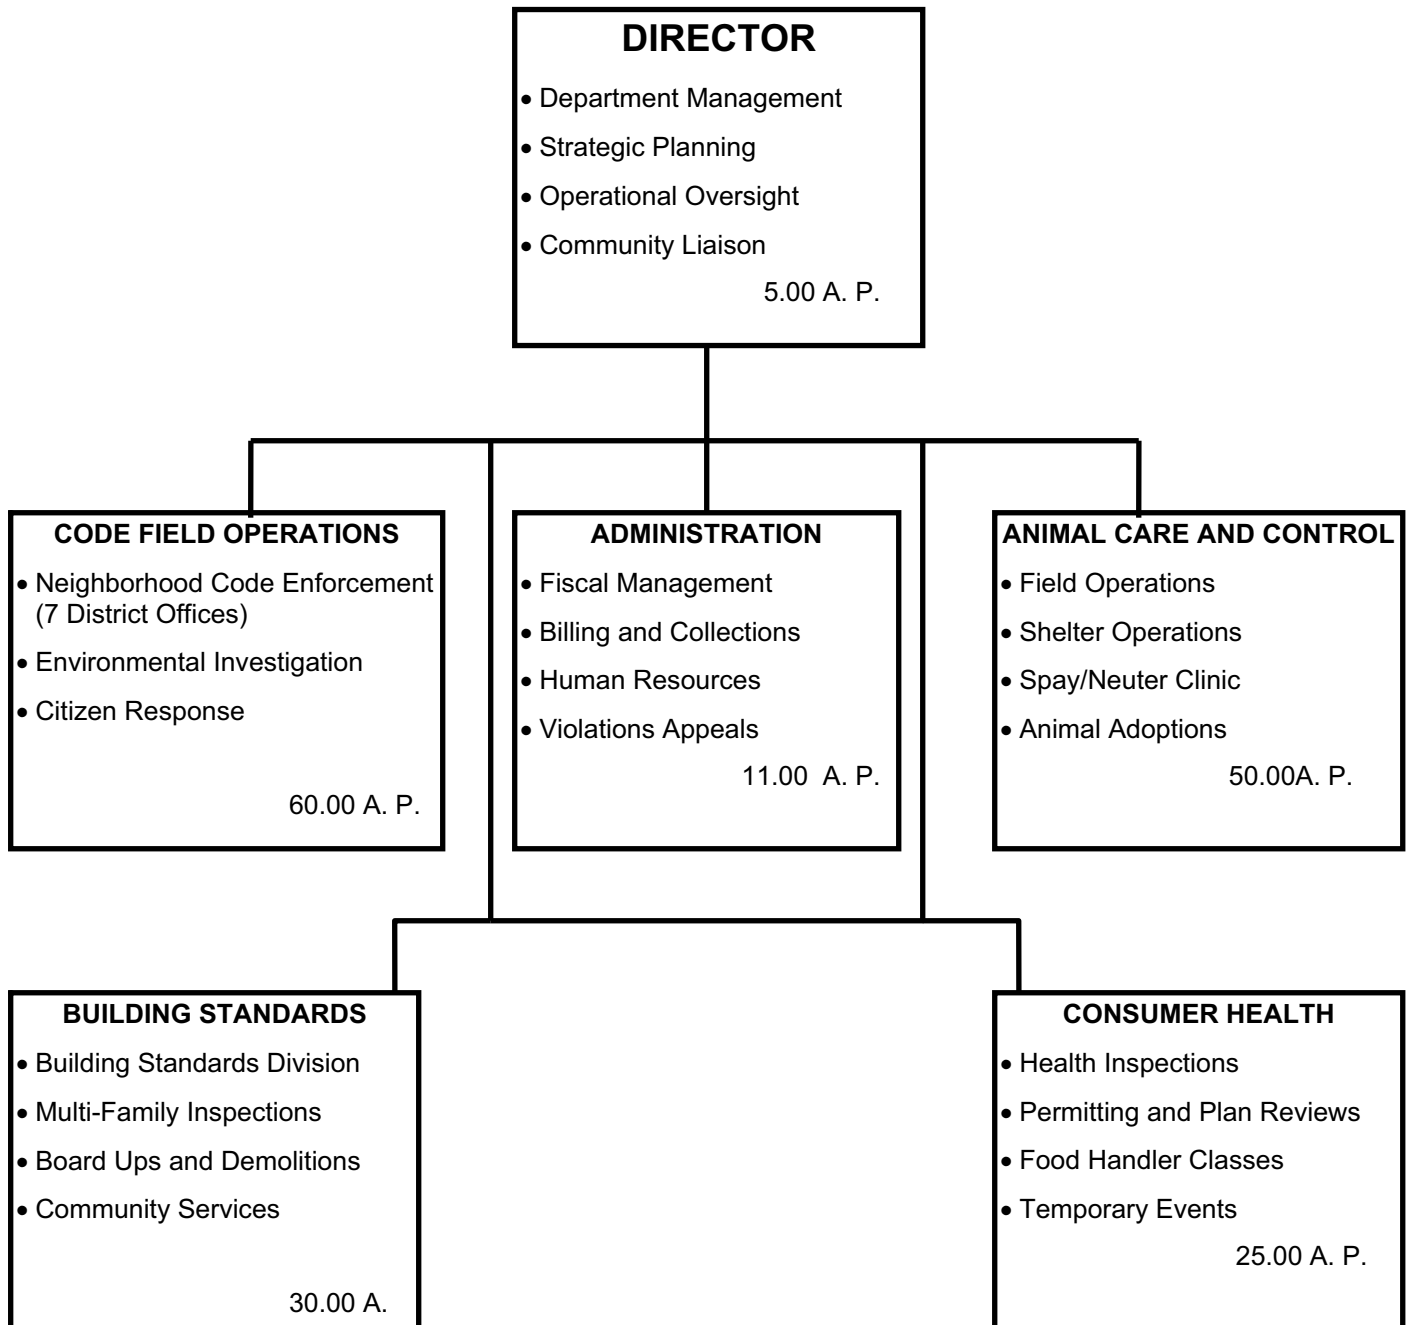 DIRECTOR
• Department Management
• Strategic Planning
• Operational Oversight
• Community Liaison
5.00 A. P.
CODE FIELD OPERATIONS
• Neighborhood Code Enforcement
(7 District Offices)
• Environmental Investigation
• Citizen Response
60.00 A. P.
ADMINISTRATION
• Fiscal Management
• Billing and Collections
• Human Resources
• Violations Appeals
11.00 A. P.
ANIMAL CARE AND CONTROL
• Field Operations
• Shelter Operations
• Spay/Neuter Clinic
• Animal Adoptions
50.00A. P.
BUILDING STANDARDS
• Building Standards Division
• Multi-Family Inspections
• Board Ups and Demolitions
• Community Services
30.00 A.
CONSUMER HEALTH
• Health Inspections
• Permitting and Plan Reviews
• Food Handler Classes
• Temporary Events
25.00 A. P.